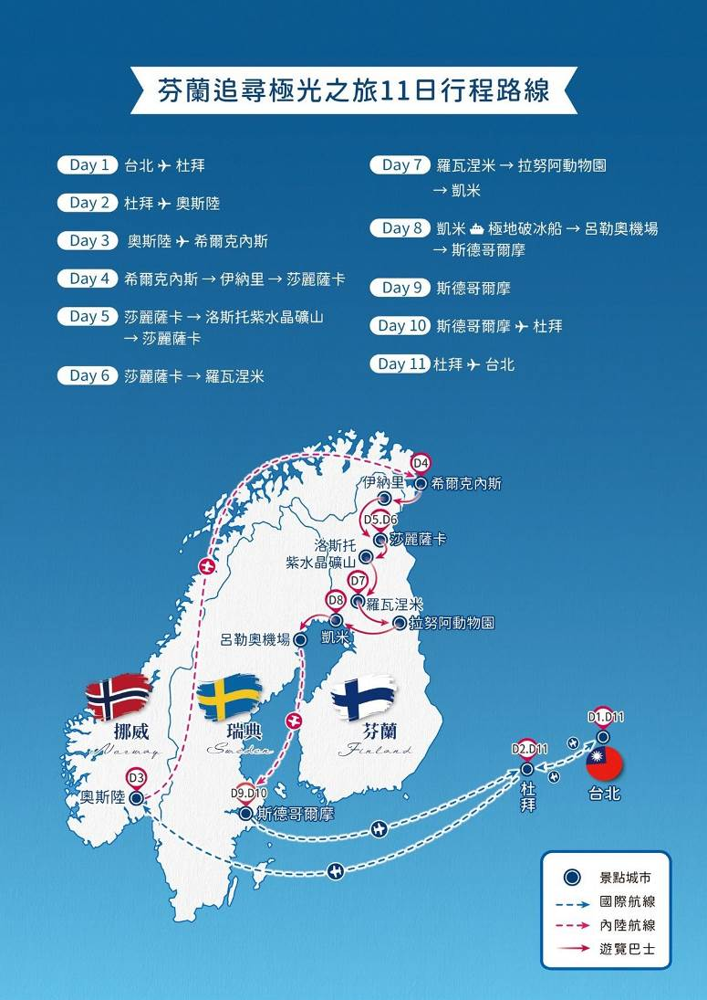 芬蘭追尋極光之旅11日行程路線
Day 1 台北 ✈ 杜拜
Day 2 杜拜 ✈ 奧斯陸
Day 3 奧斯陸 ✈ 希爾克內斯
Day 4 希爾克內斯 → 伊納里 → 莎麗薩卡
Day 5 莎麗薩卡 → 洛斯托紫水晶礦山
→ 莎麗薩卡
Day 6 莎麗薩卡 → 羅瓦涅米
Day 7 羅瓦涅米 → 拉努阿動物園
→ 凱米
Day 8 凱米 極地破冰船 → 呂勒奧機場
→ 斯德哥爾摩
Day 9 斯德哥爾摩
Day 10 斯德哥爾摩 ✈ 杜拜
Day 11 杜拜 ✈ 台北
D4
伊納里
希爾克內斯
D5.D6
莎麗薩卡
洛斯托
紫水晶礦山
D7
羅瓦涅米
D8
凱米
拉努阿動物園
呂勒奧機場
挪威
Norway
瑞典
Sweden
芬蘭
Finland
D1.D11
台北
D2.D11
杜拜
D3
奧斯陸
D9.D10
斯德哥爾摩
景點城市
國際航線
內陸航線
遊覽巴士